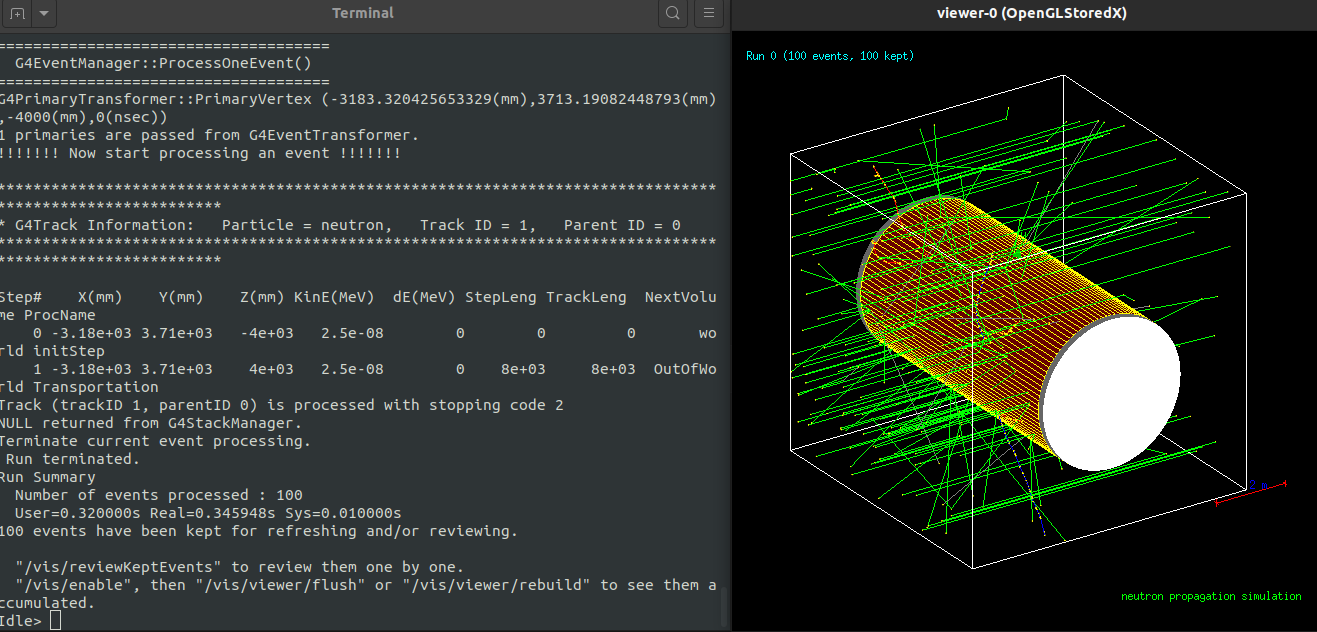 Terminal
=====================================
G4EventManager::ProcessOneEvent()
=====================================
G4PrimaryTransformer::PrimaryVertex (-3183.320425653329(mm),3713.19082448793(mm)
,-4000(mm),0(nsec))
1 primaries are passed from G4EventTransformer.
!!!!!!! Now start processing an event !!!!!!!
********************************************************************************
*************************
* G4Track Information:   Particle = neutron,   Track ID = 1,   Parent ID = 0
********************************************************************************
*************************
Step#    X(mm)    Y(mm)    Z(mm) KinE(MeV)  dE(MeV) StepLeng TrackLeng  NextVolu
me ProcName
0 -3.18e+03 3.71e+03   -4e+03   2.5e-08        0        0         0       wo
rld initStep
1 -3.18e+03 3.71e+03    4e+03   2.5e-08        0    8e+03     8e+03  OutOfWo
rld Transportation
Track (trackID 1, parentID 0) is processed with stopping code 2
NULL returned from G4StackManager.
Terminate current event processing.
Run terminated.
Run Summary
Number of events processed : 100
User=0.320000s Real=0.345948s Sys=0.010000s
100 events have been kept for refreshing and/or reviewing.
"/vis/reviewKeptEvents" to review them one by one.
"/vis/enable", then "/vis/viewer/flush" or "/vis/viewer/rebuild" to see them a
ccumulated.
Idle>
viewer-0 (OpenGLStoredX)
Run 0 (100 events, 100 kept)
2 m
neutron propagation simulation